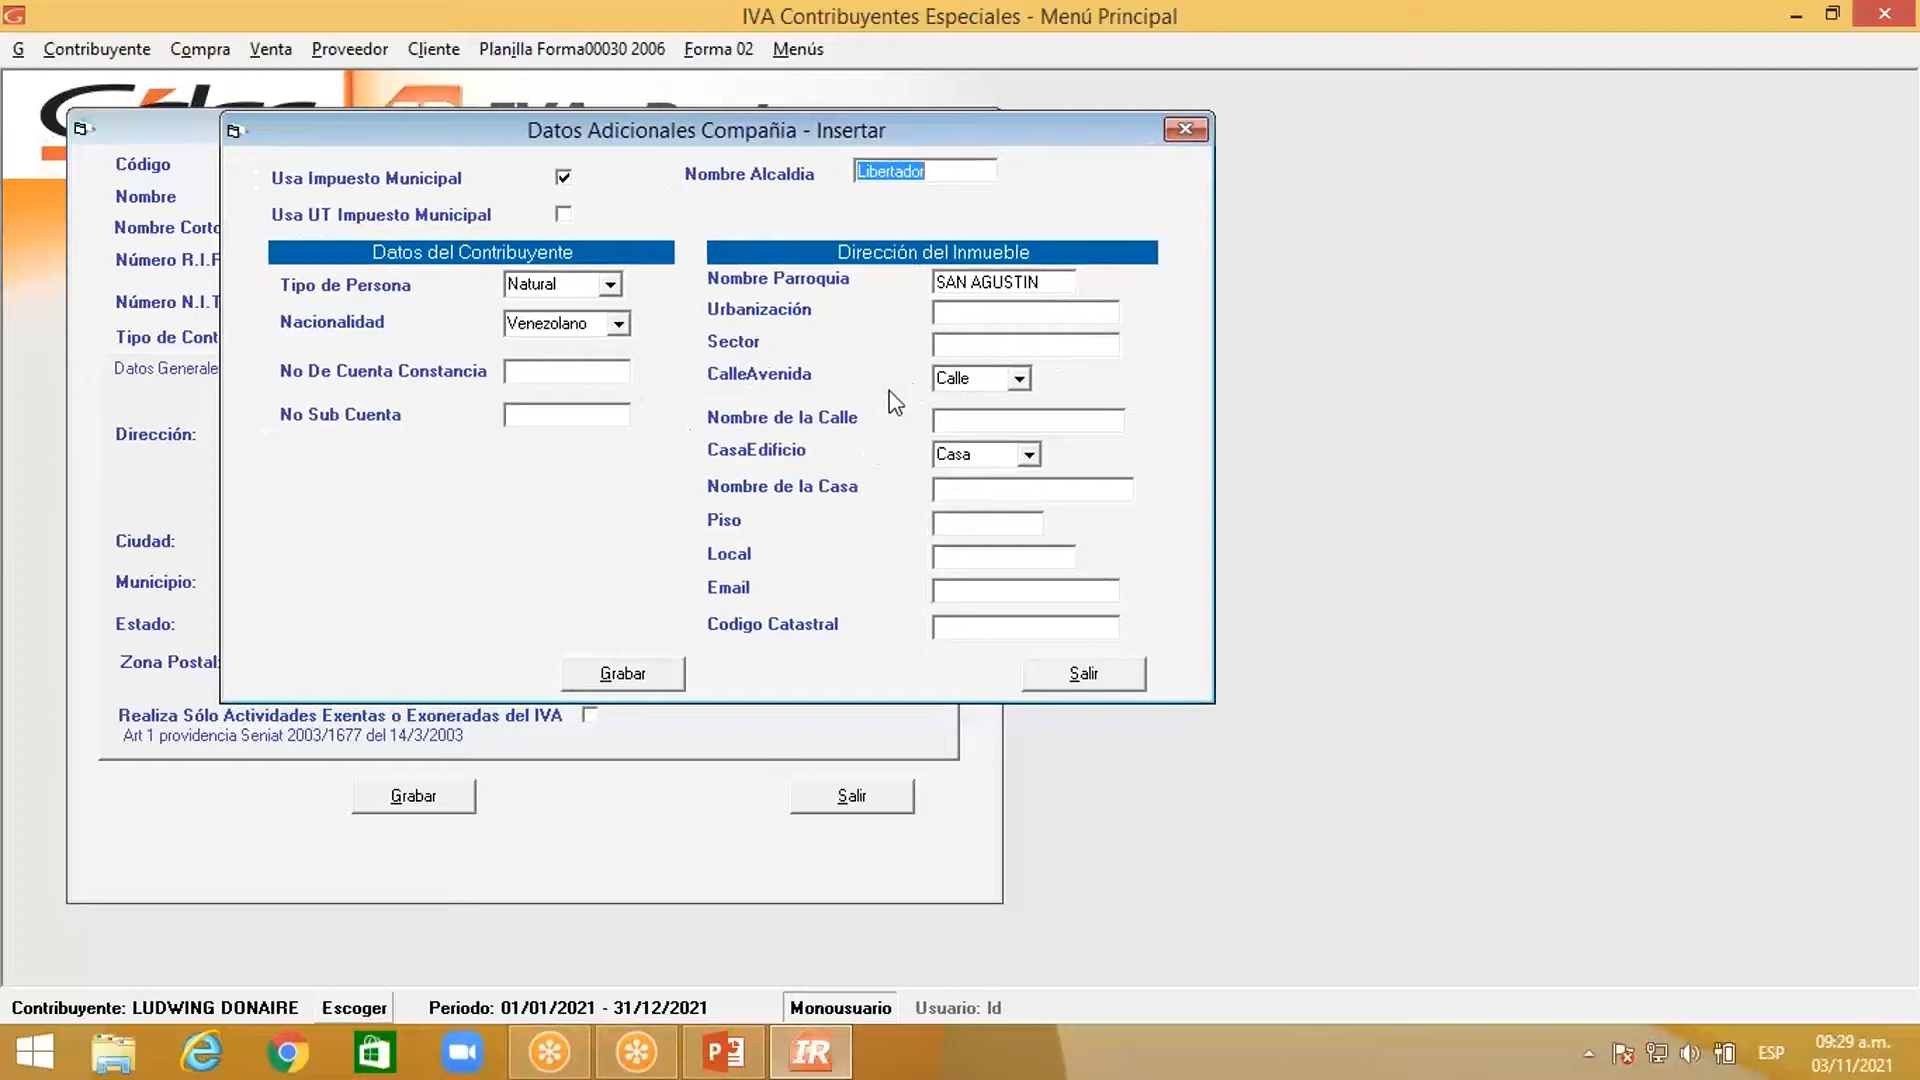 IVA Contribuyentes Especiales - Menú Principal
G Contribuyente Compra Venta Proveedor Cliente Planilla Forma00030 2006 Forma 02 Menús
Datos Adicionales Compañia - Insertar
Código
Nombre
Nombre Corto
Número R.I.F
Número N.I.T
Tipo de Cont
Datos Generale
Dirección:
Ciudad:
Municipio:
Estado:
Zona Postal:
Usa Impuesto Municipal
Nombre Alcaldia Libertador
Usa UT Impuesto Municipal
Datos del Contribuyente
Tipo de Persona Natural
Nacionalidad Venezolano
No De Cuenta Constancia
No Sub Cuenta
Dirección del Inmueble
Nombre Parroquia SAN AGUSTIN
Urbanización
Sector
CalleAvenida Calle
Nombre de la Calle
CasaEdificio Casa
Nombre de la Casa
Piso
Local
Email
Codigo Catastral
Grabar Salir
Realiza Sólo Actividades Exentas o Exoneradas del IVA
Art 1 providencia Seniat 2003/1677 del 14/3/2003
Grabar Salir
Contribuyente: LUDWING DONAIRE Escoger Periodo: 01/01/2021 - 31/12/2021 Monousuario Usuario: Id
ESP
09:29 a.m.
03/11/2021